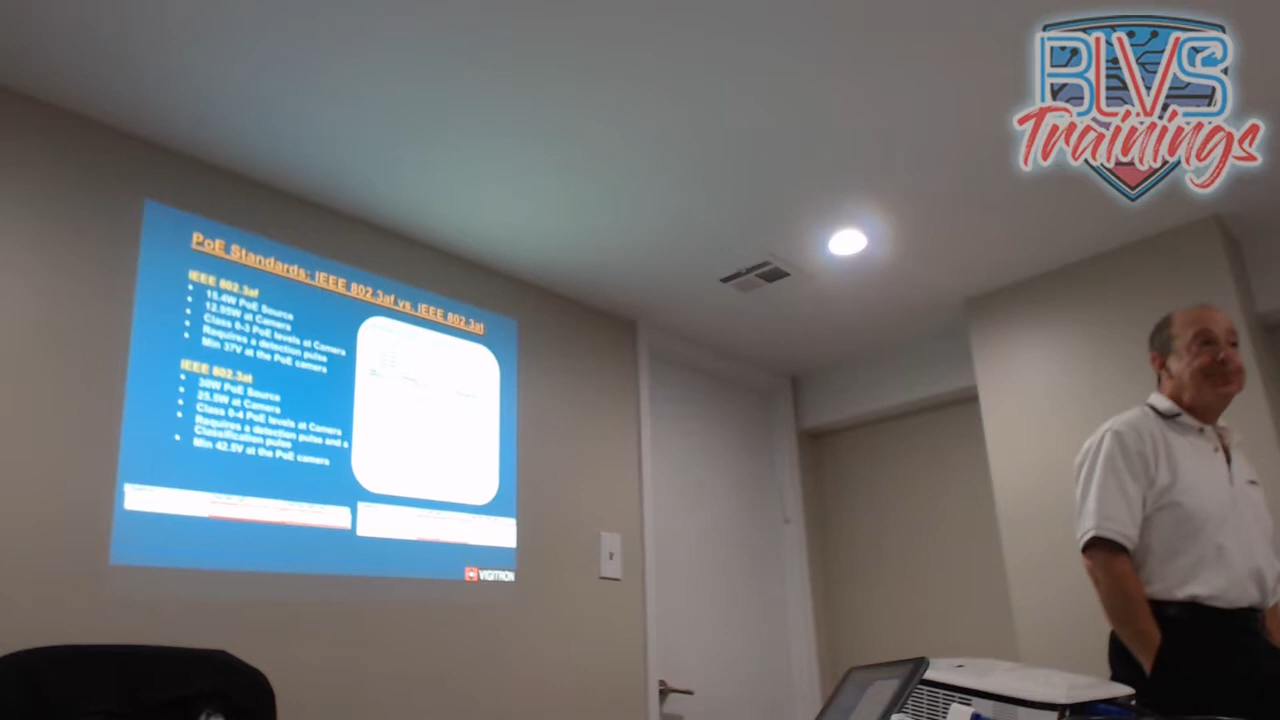 BLVS
Trainings
PoE Standards: IEEE 802.3af vs. IEEE 802.3at
IEEE 802.3af
• 15.4W PoE Source
• 12.95W at Camera
• Class 0-3 PoE levels at Camera
• Requires a detection pulse
• Min 37V at the PoE camera
IEEE 802.3at
• 30W PoE Source
• 25.5W at Camera
• Class 0-4 PoE levels at Camera
• Requires a detection pulse and a
Classification pulse
• Min 42.5V at the PoE camera
VIGITRON